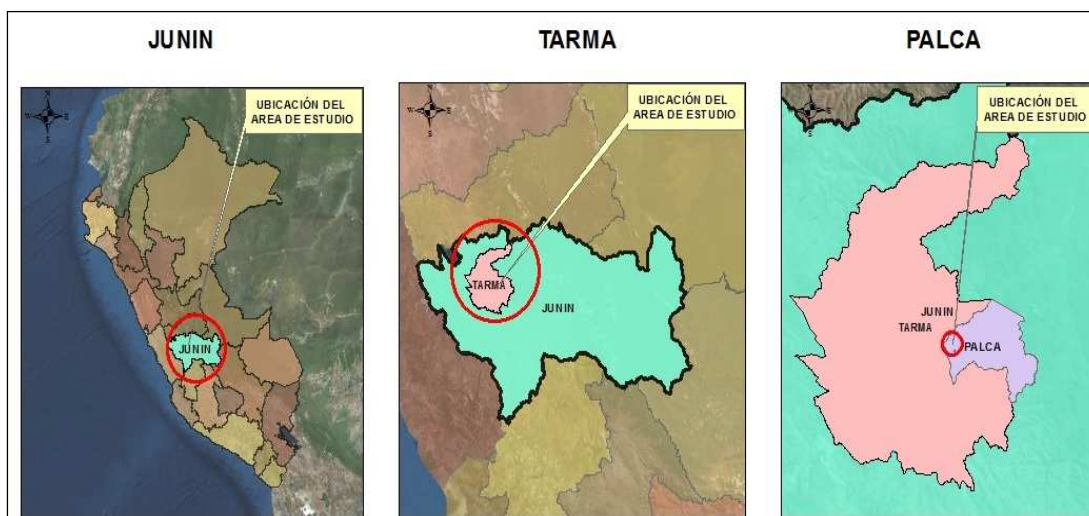 JUNIN
TARMA
PALCA
UBICACIÓN DEL
AREA DE ESTUDIO
N
W
E
S
JUNIN
UBICACIÓN DEL
AREA DE ESTUDIO
N
W
E
S
TARMA
JUNIN
UBICACIÓN DEL
AREA DE ESTUDIO
N
W
E
S
JUNIN
TARMA
PALCA